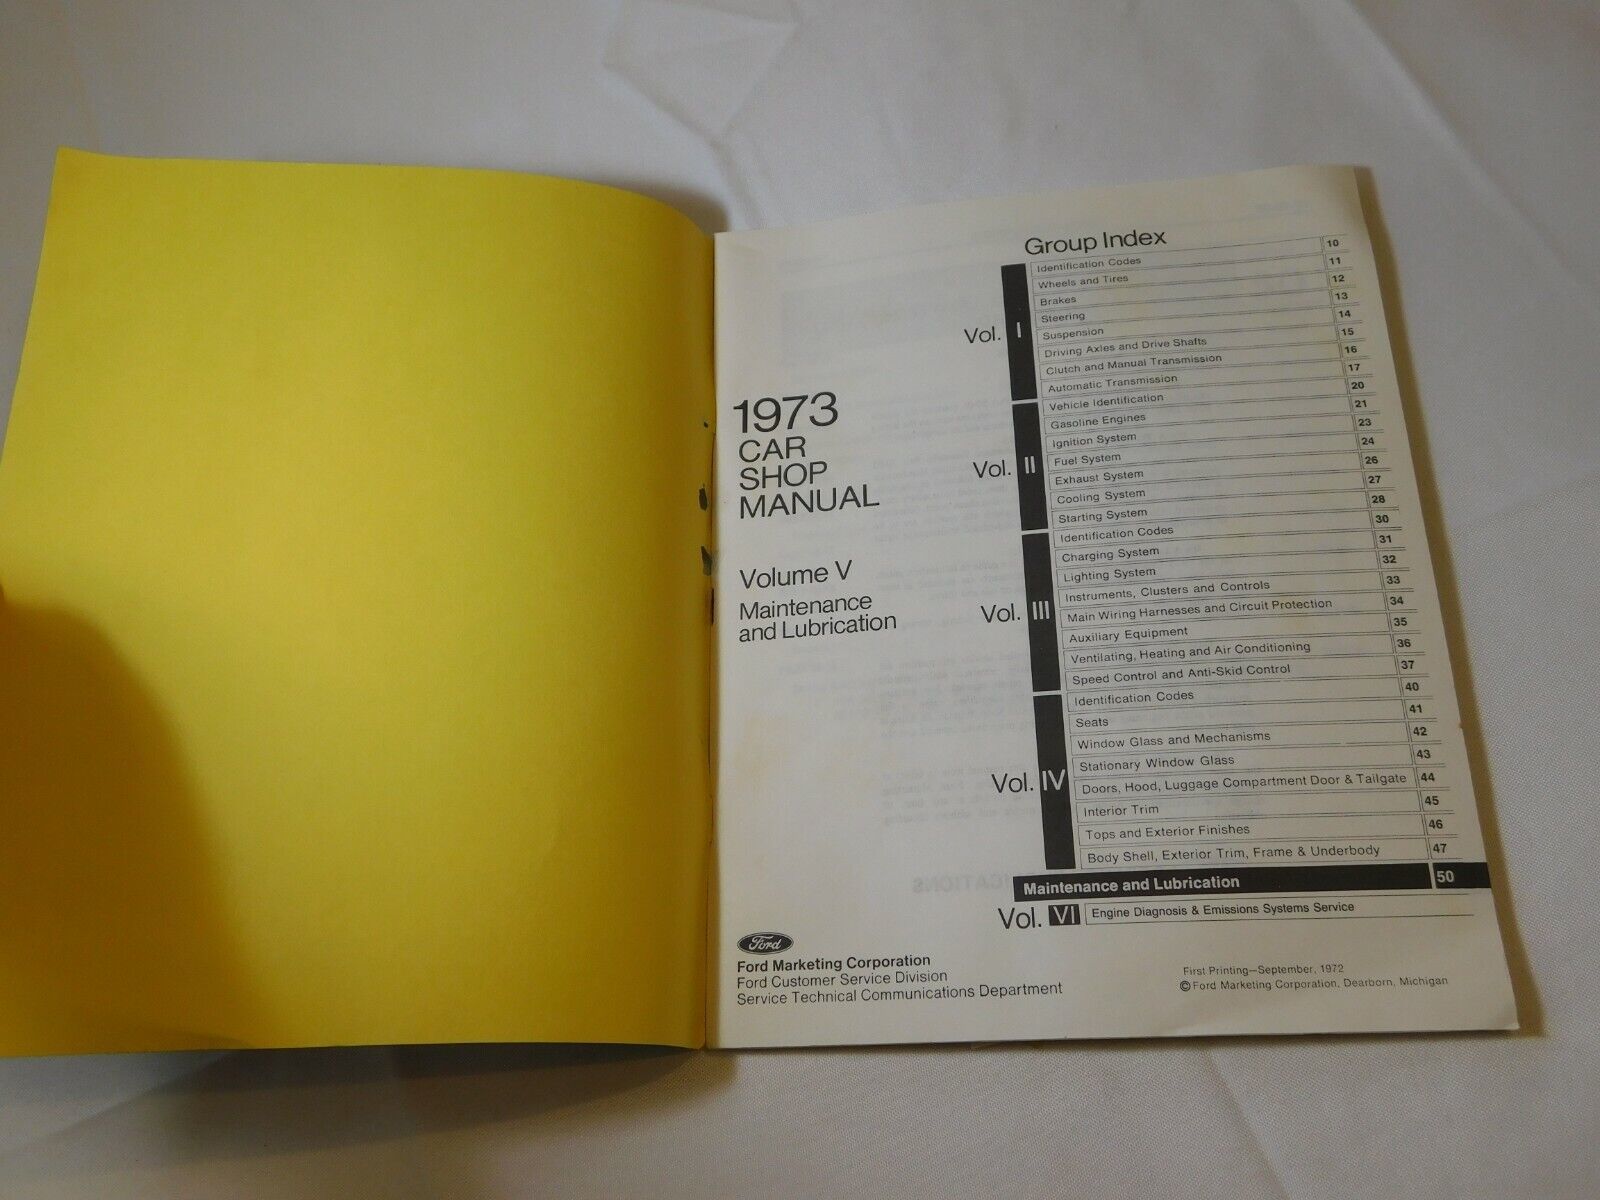 Group Index
Vol. I
Identification Codes 10
Wheels and Tires 11
Brakes 12
Steering 13
Suspension 14
Driving Axles and Drive Shafts 15
Clutch and Manual Transmission 16
Automatic Transmission 17
Vol. II
Vehicle Identification 20
Gasoline Engines 21
Ignition System 23
Fuel System 24
Exhaust System 26
Cooling System 27
Starting System 28
Vol. III
Identification Codes 30
Charging System 31
Lighting System 32
Instruments, Clusters and Controls 33
Main Wiring Harnesses and Circuit Protection 34
Auxiliary Equipment 35
Ventilating, Heating and Air Conditioning 36
Speed Control and Anti-Skid Control 37
Vol. IV
Identification Codes 40
Seats 41
Window Glass and Mechanisms 42
Stationary Window Glass 43
Doors, Hood, Luggage Compartment Door & Tailgate 44
Interior Trim 45
Tops and Exterior Finishes 46
Body Shell, Exterior Trim, Frame & Underbody 47
Maintenance and Lubrication 50
Vol. VI Engine Diagnosis & Emissions Systems Service
1973
CAR
SHOP
MANUAL
Volume V
Maintenance
and Lubrication
Ford
Ford Marketing Corporation
Ford Customer Service Division
Service Technical Communications Department
First Printing—September, 1972
© Ford Marketing Corporation, Dearborn, Michigan